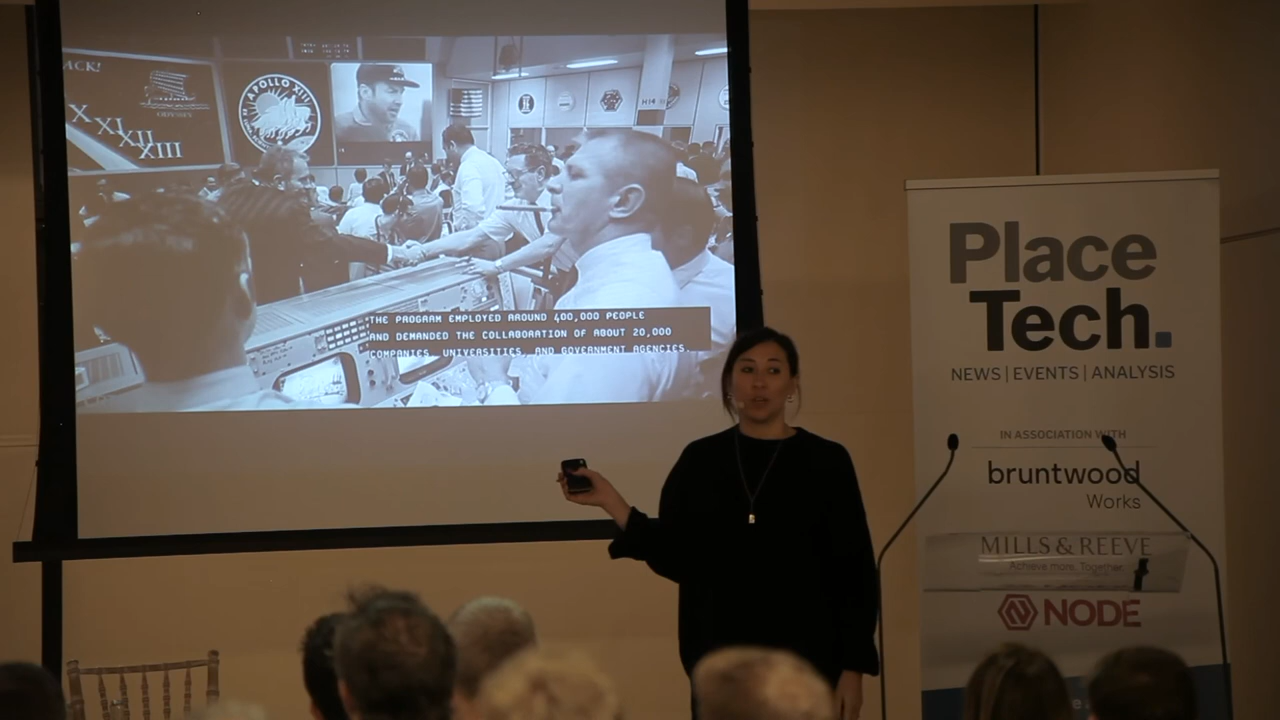 ACK!
ODYSSEY
X XI XII XIII
APOLLO XIII
THE PROGRAM EMPLOYED AROUND 400,000 PEOPLE
AND DEMANDED THE COLLABORATION OF ABOUT 20,000
COMPANIES, UNIVERSITIES, AND GOVERNMENT AGENCIES.
Place
Tech.
NEWS | EVENTS | ANALYSIS
IN ASSOCIATION WITH
bruntwood
Works
MILLS & REEVE
Achieve more. Together.
NODE